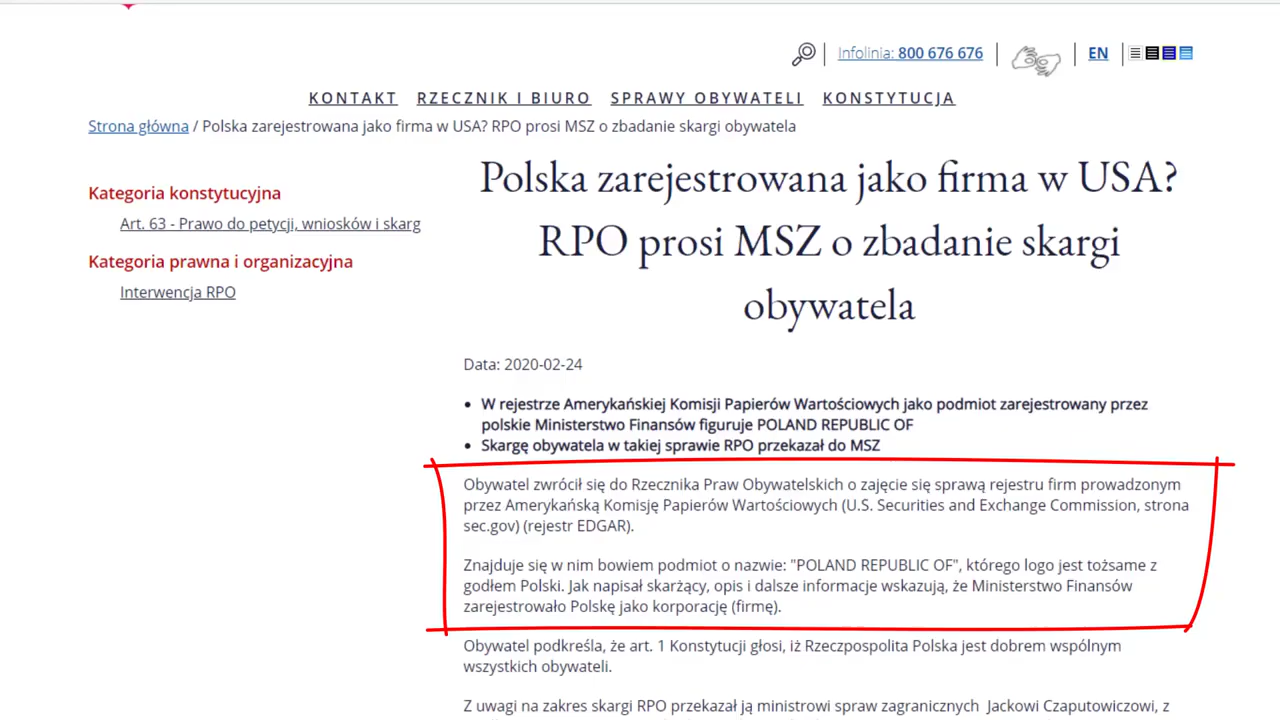 Infolinia: 800 676 676
EN
KONTAKT RZECZNIK I BIURO SPRAWY OBYWATELI KONSTYTUCJA
Strona główna / Polska zarejestrowana jako firma w USA? RPO prosi MSZ o zbadanie skargi obywatela
Kategoria konstytucyjna
Art. 63 - Prawo do petycji, wniosków i skarg
Kategoria prawna i organizacyjna
Interwencja RPO
Polska zarejestrowana jako firma w USA?
RPO prosi MSZ o zbadanie skargi
obywatela
Data: 2020-02-24
• W rejestrze Amerykańskiej Komisji Papierów Wartościowych jako podmiot zarejestrowany przez
polskie Ministerstwo Finansów figuruje POLAND REPUBLIC OF
• Skargę obywatela w takiej sprawie RPO przekazał do MSZ
Obywatel zwrócił się do Rzecznika Praw Obywatelskich o zajęcie się sprawą rejestru firm prowadzonym
przez Amerykańską Komisję Papierów Wartościowych (U.S. Securities and Exchange Commission, strona
sec.gov) (rejestr EDGAR).
Znajduje się w nim bowiem podmiot o nazwie: "POLAND REPUBLIC OF", którego logo jest tożsame z
godłem Polski. Jak napisał skarżący, opis i dalsze informacje wskazują, że Ministerstwo Finansów
zarejestrowało Polskę jako korporację (firmę).
Obywatel podkreśla, że art. 1 Konstytucji głosi, iż Rzeczpospolita Polska jest dobrem wspólnym
wszystkich obywateli.
Z uwagi na zakres skargi RPO przekazał ją ministrowi spraw zagranicznych Jackowi Czaputowiczowi, z